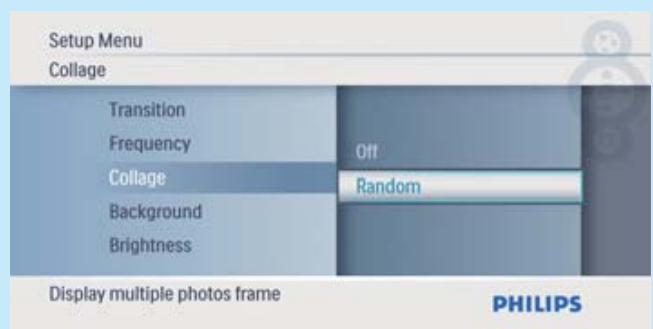 Setup Menu
Collage
Transition
Frequency
Collage
Background
Brightness
Off
Random
Display multiple photos frame
PHILIPS